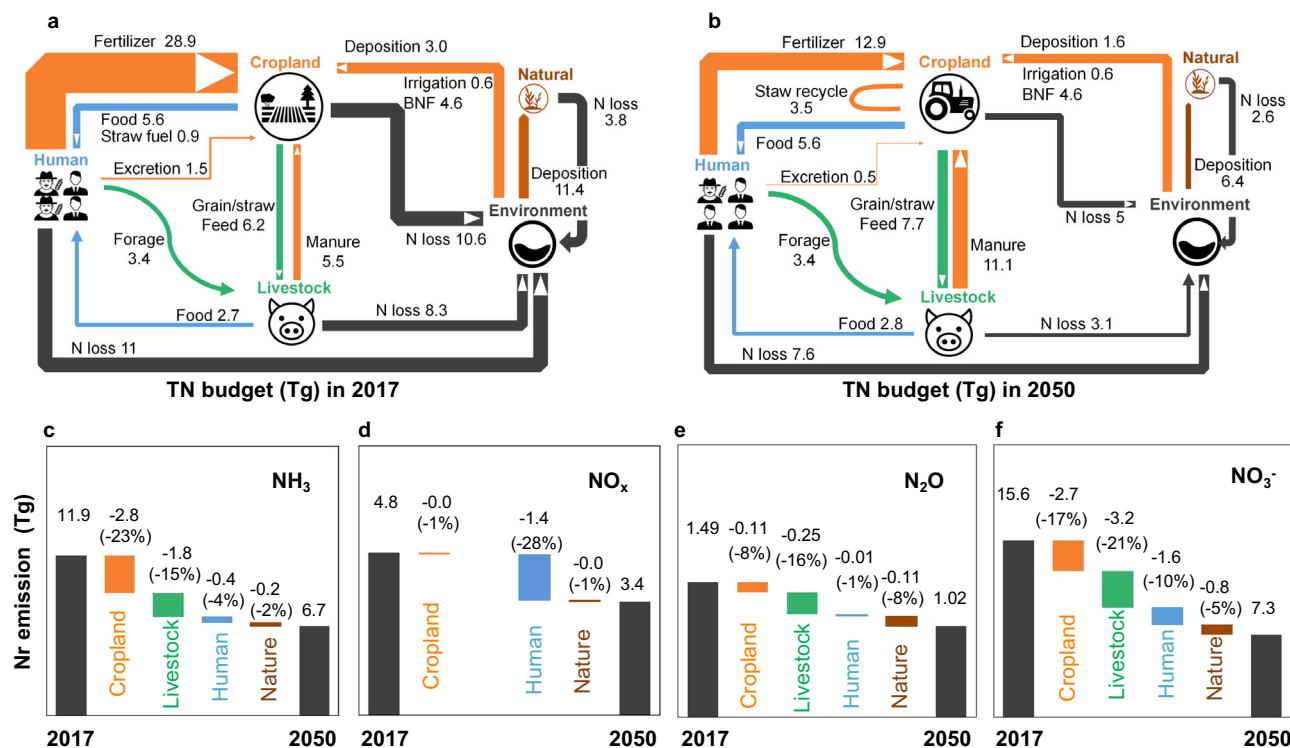 a
Fertilizer 28.9
Cropland
Deposition 3.0
Irrigation 0.6
BNF 4.6
Natural
N loss
3.8
Food 5.6
Straw fuel 0.9
Human
Excretion 1.5
Grain/straw
Feed 6.2
Deposition
11.4
Environment
Forage
3.4
Manure
5.5
N loss 10.6
Livestock
Food 2.7
N loss 8.3
N loss 11
TN budget (Tg) in 2017
b
Fertilizer 12.9
Cropland
Deposition 1.6
Irrigation 0.6
BNF 4.6
Natural
N loss
2.6
Staw recycle
3.5
Food 5.6
Human
Excretion 0.5
Grain/straw
Feed 7.7
Deposition
6.4
Environment
N loss 5
Forage
3.4
Manure
11.1
Livestock
Food 2.8
N loss 3.1
N loss 7.6
TN budget (Tg) in 2050
Nr emission (Tg)
c
NH3
11.9
-2.8
(-23%)
-1.8
(-15%)
-0.4
(-4%)
-0.2
(-2%)
6.7
Cropland
Livestock
Human
Nature
2017
2050
d
NOx
4.8
-0.0
(-1%)
-1.4
(-28%)
-0.0
(-1%)
3.4
Cropland
Human
Nature
2017
2050
e
N2O
1.49
-0.11
(-8%)
-0.25
(-16%)
-0.01
(-1%)
-0.11
(-8%)
1.02
Cropland
Livestock
Human
Nature
2017
2050
f
NO3-
15.6
-2.7
(-17%)
-3.2
(-21%)
-1.6
(-10%)
-0.8
(-5%)
7.3
Cropland
Livestock
Human
Nature
2017
2050